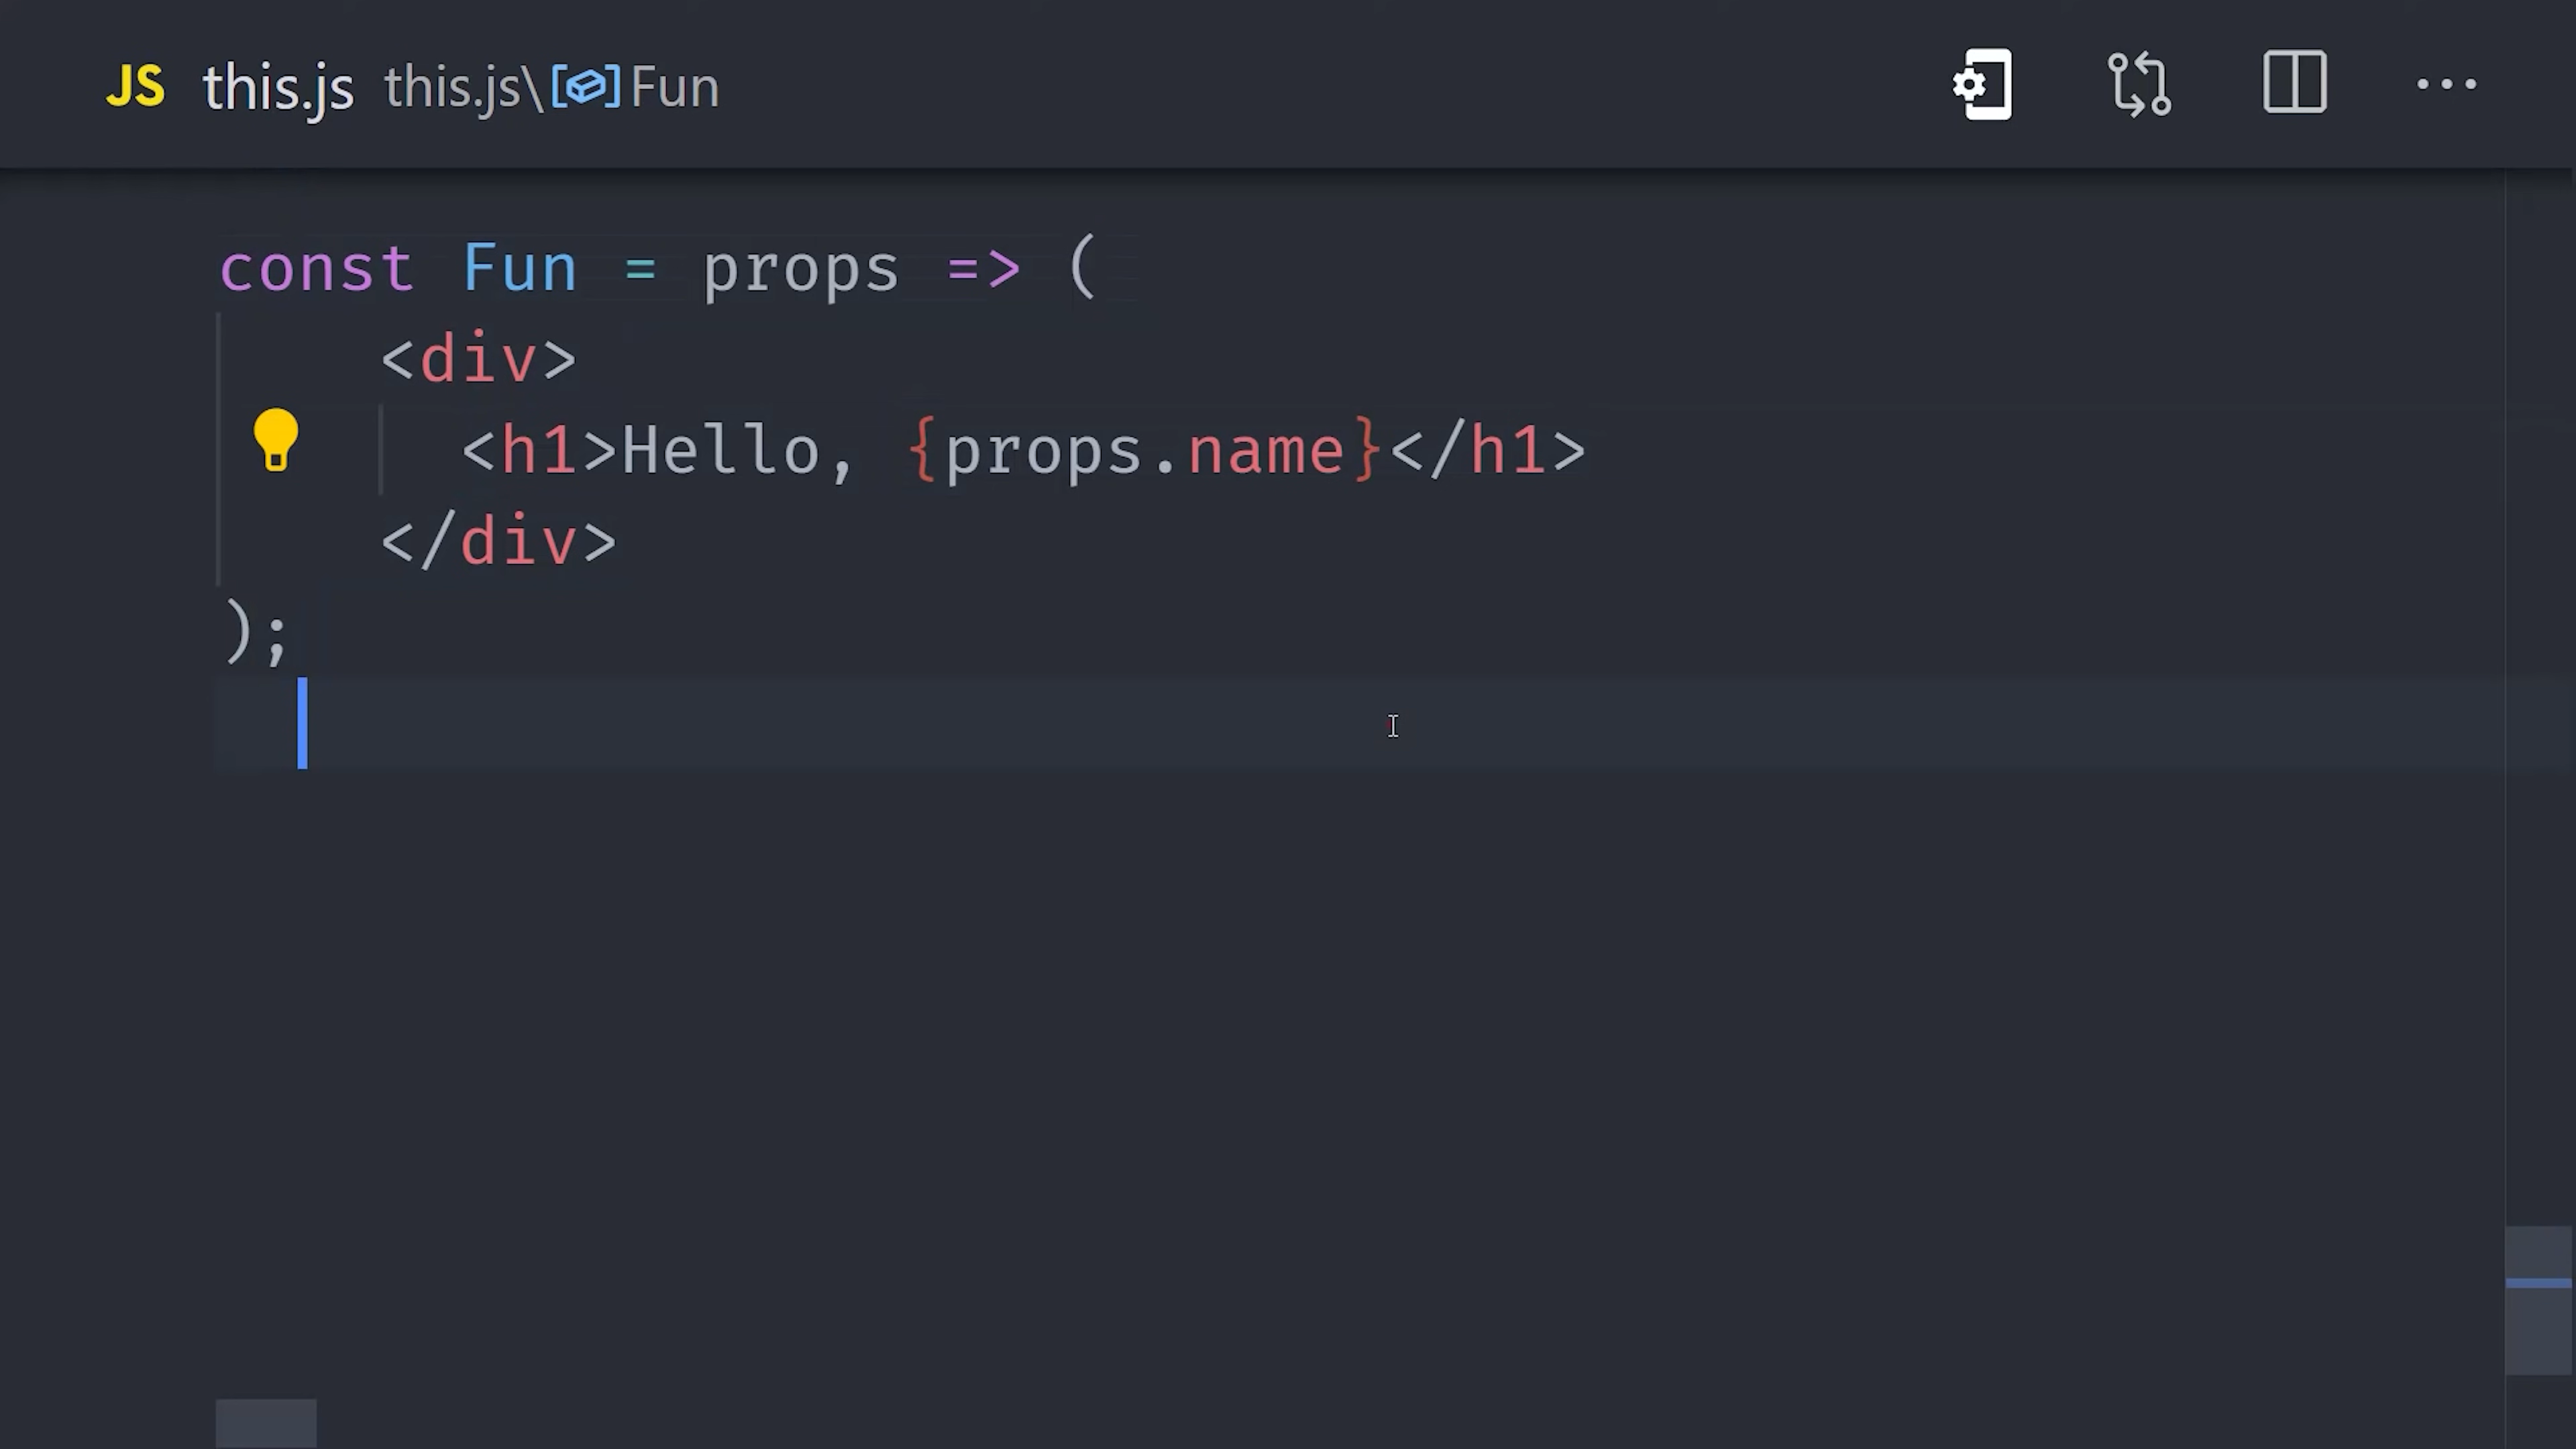 JS this.js this.js\Fun
const Fun = props => (
<div>
<h1>Hello, {props.name}</h1>
</div>
);